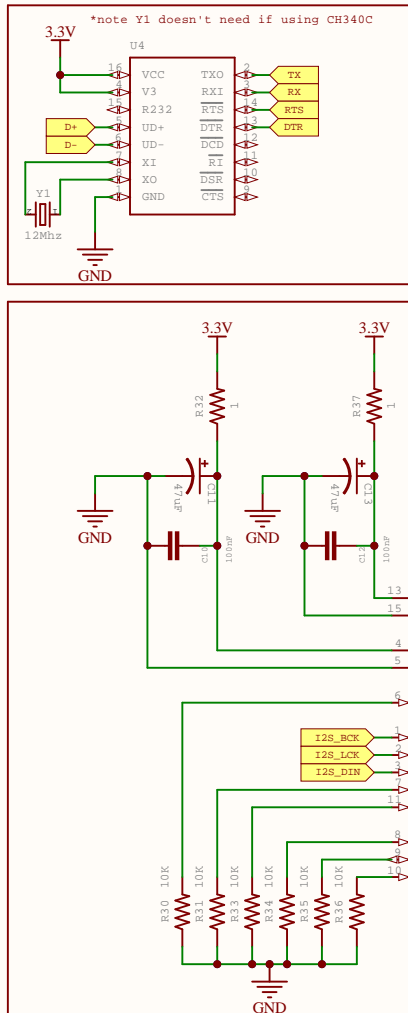 *note Y1 doesn't need if using CH340C
3.3V
U4
16 VCC TXO 2 TX
4 V3 RXI 3 RX
15 R232 RTS 14 RTS
D+ 5 UD+ DTR 13 DTR
D- 6 UD- DCD 12
7 XI RI 11
8 XO DSR 10
1 GND CTS 9
Y1
2 1
12Mhz
GND
3.3V 3.3V
R32 1 R37 1
47uF C11 47uF C13
GND GND
C10 100nF C12 100nF
13
15
4
5
6
I2S_BCK 1
I2S_LCK 2
I2S_DIN 3
7
11
8
9
10
R30 10K R31 10K R33 10K R34 10K R35 10K R36 10K
GND